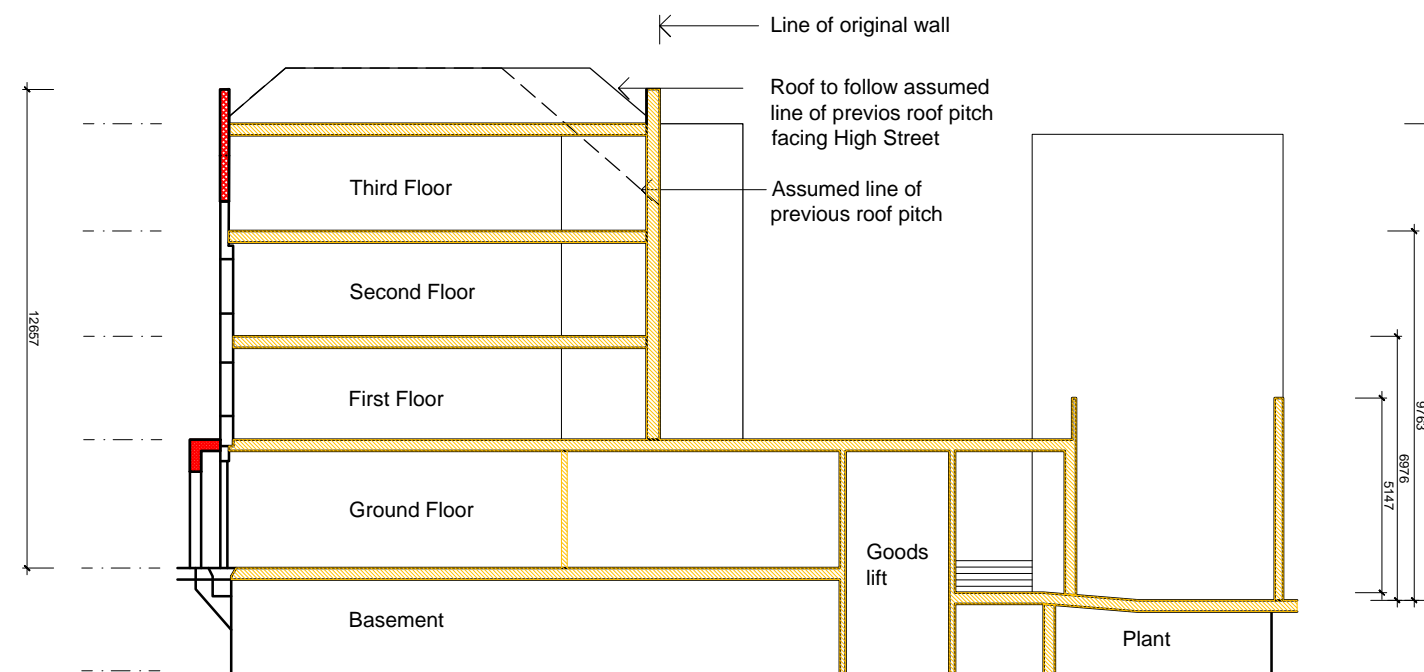 Line of original wall
Roof to follow assumed
line of previos roof pitch
facing High Street
Third Floor
Assumed line of
previous roof pitch
Second Floor
12657
First Floor
9763
6976
5147
Ground Floor
Goods
lift
Basement
Plant